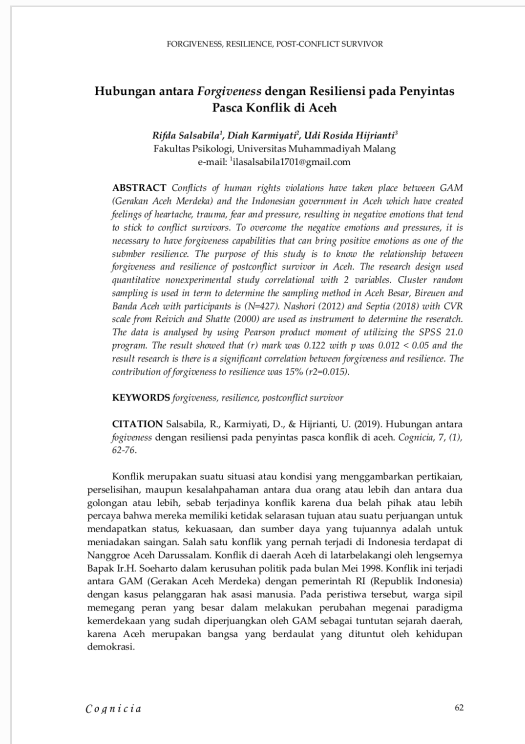 FORGIVENESS, RESILIENCE, POST-CONFLICT SURVIVOR
Hubungan antara Forgiveness dengan Resiliensi pada Penyintas
Pasca Konflik di Aceh
Rifda Salsabila¹, Diah Karmiyati², Udi Rosida Hijrianti³
Fakultas Psikologi, Universitas Muhammadiyah Malang
e-mail: ¹ilasalsabila1701@gmail.com
ABSTRACT Conflicts of human rights violations have taken place between GAM
(Gerakan Aceh Merdeka) and the Indonesian government in Aceh which have created
feelings of heartache, trauma, fear and pressure, resulting in negative emotions that tend
to stick to conflict survivors. To overcome the negative emotions and pressures, it is
necessary to have forgiveness capabilities that can bring positive emotions as one of the
submber resilience. The purpose of this study is to know the relationship between
forgiveness and resilience of postconflict survivor in Aceh. The research design used
quantitative nonexperimental study correlational with 2 variables. Cluster random
sampling is used in term to determine the sampling method in Aceh Besar, Bireuen and
Banda Aceh with participants is (N=427). Nashori (2012) and Septia (2018) with CVR
scale from Reivich and Shatte (2000) are used as instrument to determine the reseratch.
The data is analysed by using Pearson product moment of utilizing the SPSS 21.0
program. The result showed that (r) mark was 0.122 with p was 0.012 < 0.05 and the
result research is there is a significant correlation between forgiveness and resilience. The
contribution of forgiveness to resilience was 15% (r2=0.015).
KEYWORDS forgiveness, resilience, postconflict survivor
CITATION Salsabila, R., Karmiyati, D., & Hijrianti, U. (2019). Hubungan antara
fogiveness dengan resiliensi pada penyintas pasca konflik di aceh. Cognicia, 7, (1),
62-76.
Konflik merupakan suatu situasi atau kondisi yang menggambarkan pertikaian,
perselisihan, maupun kesalahpahaman antara dua orang atau lebih dan antara dua
golongan atau lebih, sebab terjadinya konflik karena dua belah pihak atau lebih
percaya bahwa mereka memiliki ketidak selarasan tujuan atau suatu perjuangan untuk
mendapatkan status, kekuasaan, dan sumber daya yang tujuannya adalah untuk
meniadakan saingan. Salah satu konflik yang pernah terjadi di Indonesia terdapat di
Nanggroe Aceh Darussalam. Konflik di daerah Aceh di latarbelakangi oleh lengsernya
Bapak Ir.H. Soeharto dalam kerusuhan politik pada bulan Mei 1998. Konflik ini terjadi
antara GAM (Gerakan Aceh Merdeka) dengan pemerintah RI (Republik Indonesia)
dengan kasus pelanggaran hak asasi manusia. Pada peristiwa tersebut, warga sipil
memegang peran yang besar dalam melakukan perubahan megenai paradigma
kemerdekaan yang sudah diperjuangkan oleh GAM sebagai tuntutan sejarah daerah,
karena Aceh merupakan bangsa yang berdaulat yang dituntut oleh kehidupan
demokrasi.
Cognicia 62